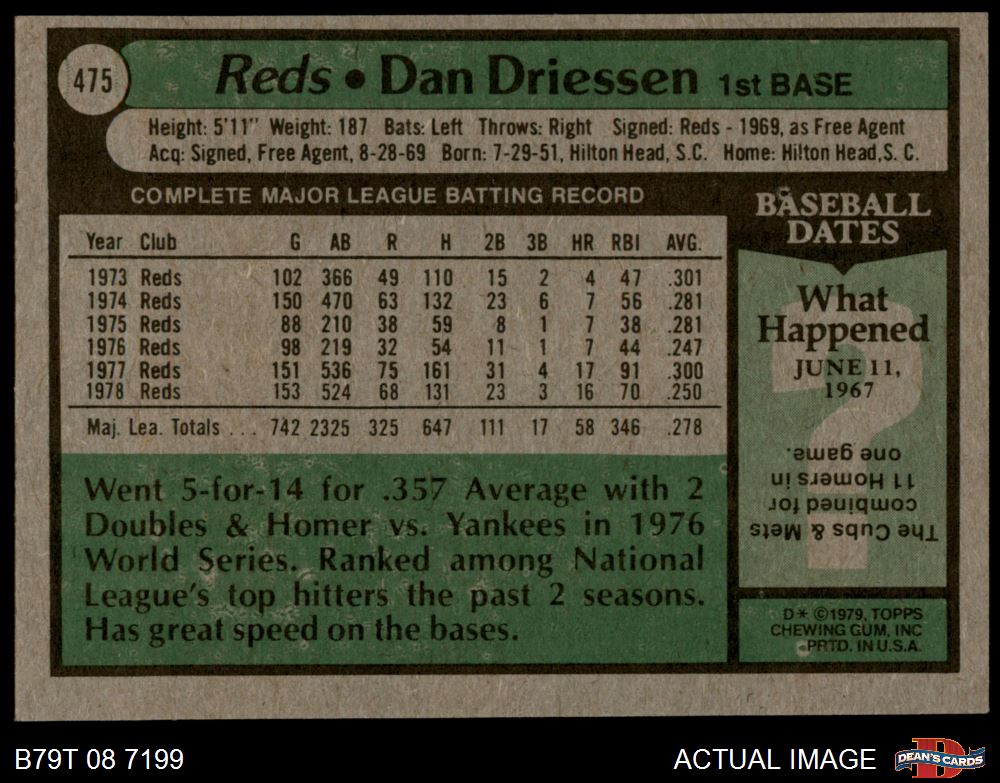 475
Reds • Dan Driessen 1st BASE
Height: 5'11" Weight: 187 Bats: Left Throws: Right Signed: Reds - 1969, as Free Agent
Acq: Signed, Free Agent, 8-28-69 Born: 7-29-51, Hilton Head, S.C. Home: Hilton Head, S. C.
COMPLETE MAJOR LEAGUE BATTING RECORD
Year Club G AB R H 2B 3B HR RBI AVG.
1973 Reds 102 366 49 110 15 2 4 47 .301
1974 Reds 150 470 63 132 23 6 7 56 .281
1975 Reds 88 210 38 59 8 1 7 38 .281
1976 Reds 98 219 32 54 11 1 7 44 .247
1977 Reds 151 536 75 161 31 4 17 91 .300
1978 Reds 153 524 68 131 23 3 16 70 .250
Maj. Lea. Totals . . . 742 2325 325 647 111 17 58 346 .278
Went 5-for-14 for .357 Average with 2
Doubles & Homer vs. Yankees in 1976
World Series. Ranked among National
League's top hitters the past 2 seasons.
Has great speed on the bases.
BASEBALL
DATES
What
Happened
JUNE 11,
1967
The Cubs & Mets
combined for
11 Homers in
one game.
D* ©1979, TOPPS
CHEWING GUM, INC
PRTD. IN U.S.A.
B79T 08 7199
ACTUAL IMAGE
D
DEAN'S CARDS